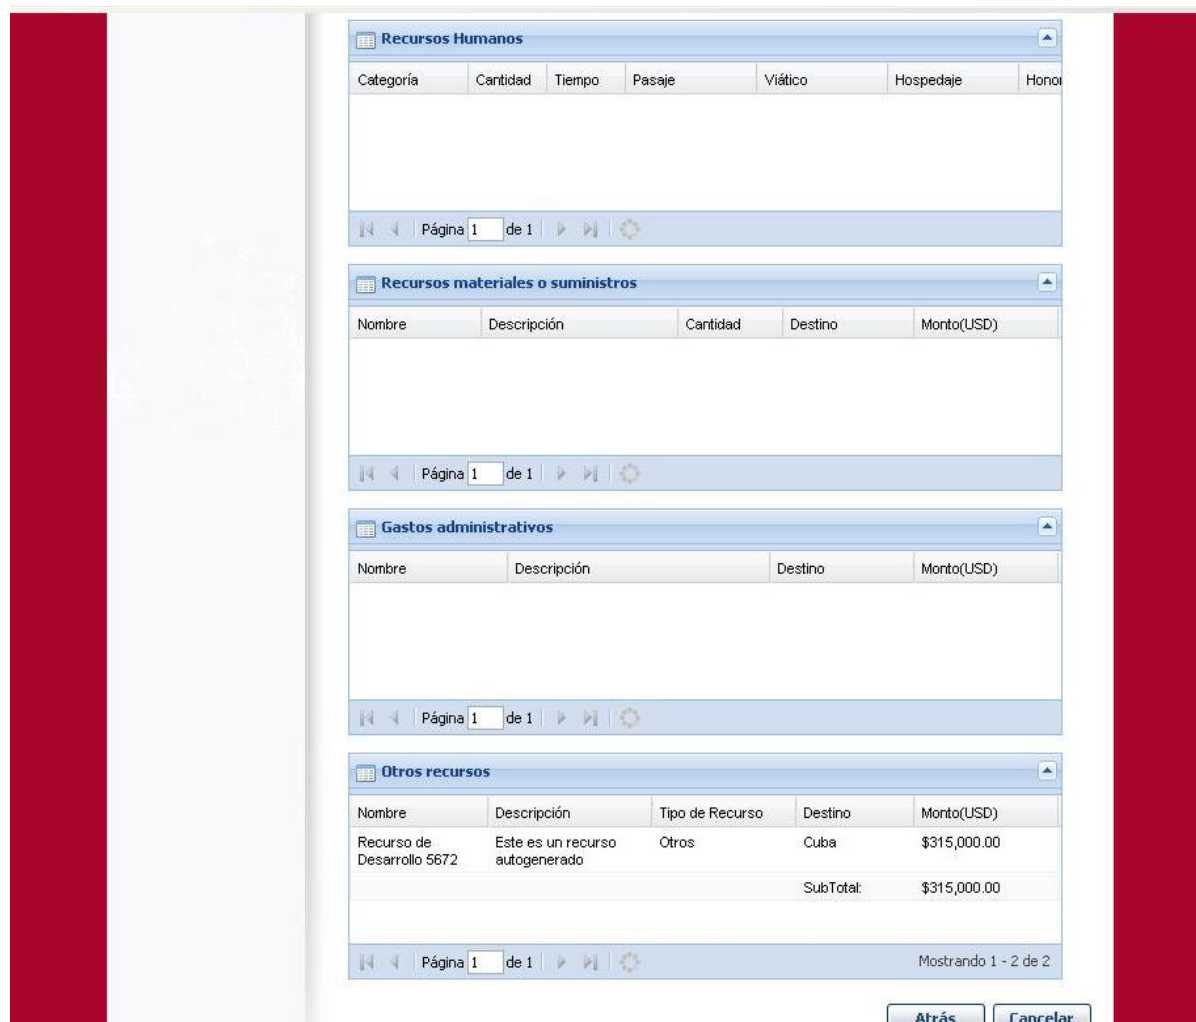 Recursos Humanos
Categoría Cantidad Tiempo Pasaje Viático Hospedaje Honor
Página 1 de 1
Recursos materiales o suministros
Nombre Descripción Cantidad Destino Monto(USD)
Página 1 de 1
Gastos administrativos
Nombre Descripción Destino Monto(USD)
Página 1 de 1
Otros recursos
Nombre Descripción Tipo de Recurso Destino Monto(USD)
Recurso de Este es un recurso Otros Cuba $315,000.00
Desarrollo 5672 autogenerado
SubTotal: $315,000.00
Página 1 de 1 Mostrando 1 - 2 de 2
Atrás Cancelar